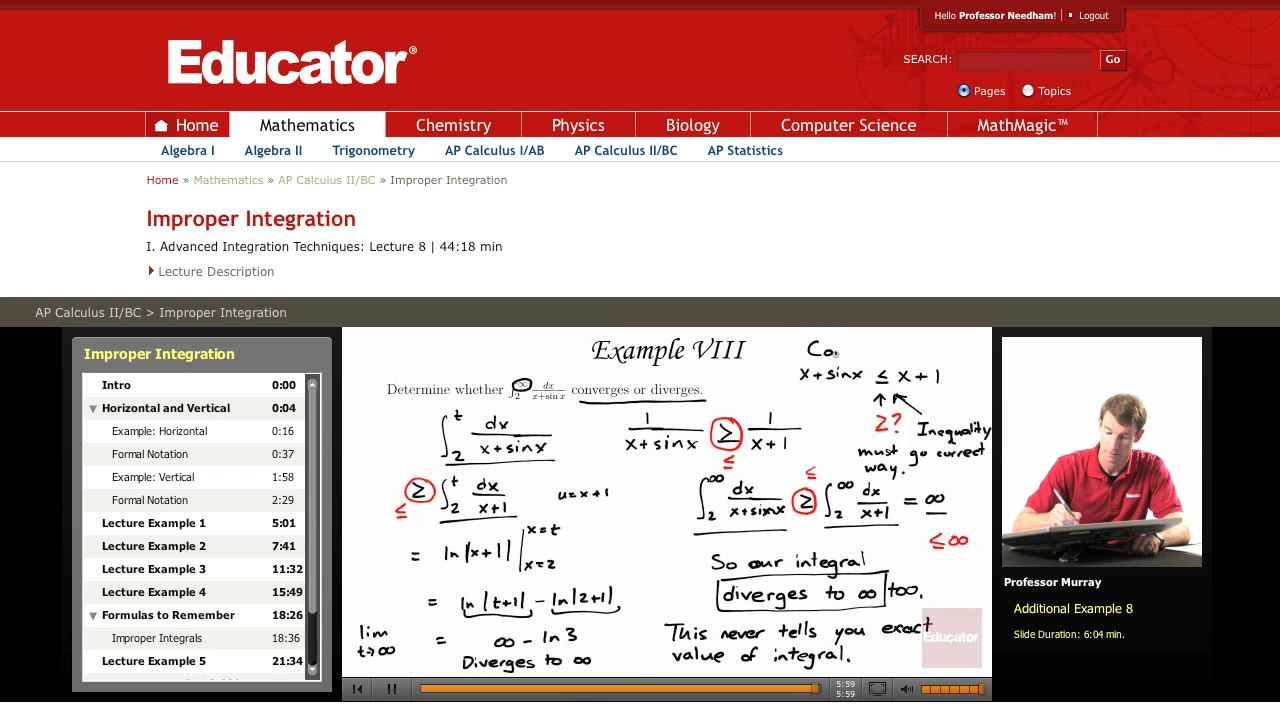 Hello Professor Needham! Logout
Educator®
SEARCH: Go
Pages Topics
Home Mathematics Chemistry Physics Biology Computer Science MathMagic™
Algebra I Algebra II Trigonometry AP Calculus I/AB AP Calculus II/BC AP Statistics
Home » Mathematics » AP Calculus II/BC » Improper Integration
Improper Integration
I. Advanced Integration Techniques: Lecture 8 | 44:18 min
Lecture Description
AP Calculus II/BC > Improper Integration
Improper Integration
Intro 0:00
Horizontal and Vertical 0:04
Example: Horizontal 0:16
Formal Notation 0:37
Example: Vertical 1:58
Formal Notation 2:29
Lecture Example 1 5:01
Lecture Example 2 7:41
Lecture Example 3 11:32
Lecture Example 4 15:49
Formulas to Remember 18:26
Improper Integrals 18:36
Lecture Example 5 21:34
Example VIII
Co.
Determine whether ∫_2^∞ dx/(x+sin x) converges or diverges.
x+sinx ≤ x+1
≥?
Inequality must go correct way.
∫_2^t dx/(x+sinx)
1/(x+sinx) ≥ 1/(x+1)
≤
≥ ∫_2^t dx/(x+1) u=x+1
≤
∫_2^∞ dx/(x+sinx) ≥ ∫_2^∞ dx/(x+1) = ∞
≤
≤∞
= ln|x+1| |_{x=2}^{x=t}
= ln|t+1| - ln|2+1|
lim t→∞ = ∞ - ln3
Diverges to ∞
So our integral
diverges to ∞ too.
This never tells you exact
value of integral.
Educator
5:59
5:59
Professor Murray
Additional Example 8
Slide Duration: 6:04 min.